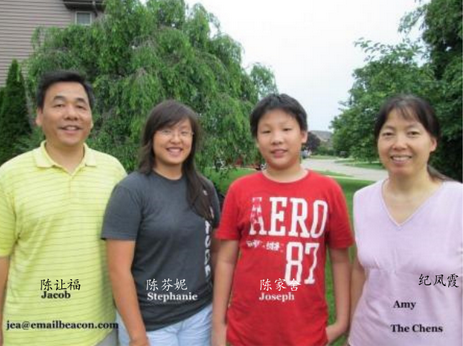 AERO
87
陈让福
Jacob
陈芬妮
Stephanie
陈家吉
Joseph
纪凤霞
Amy
jea@emailbeacon.com
The Chens